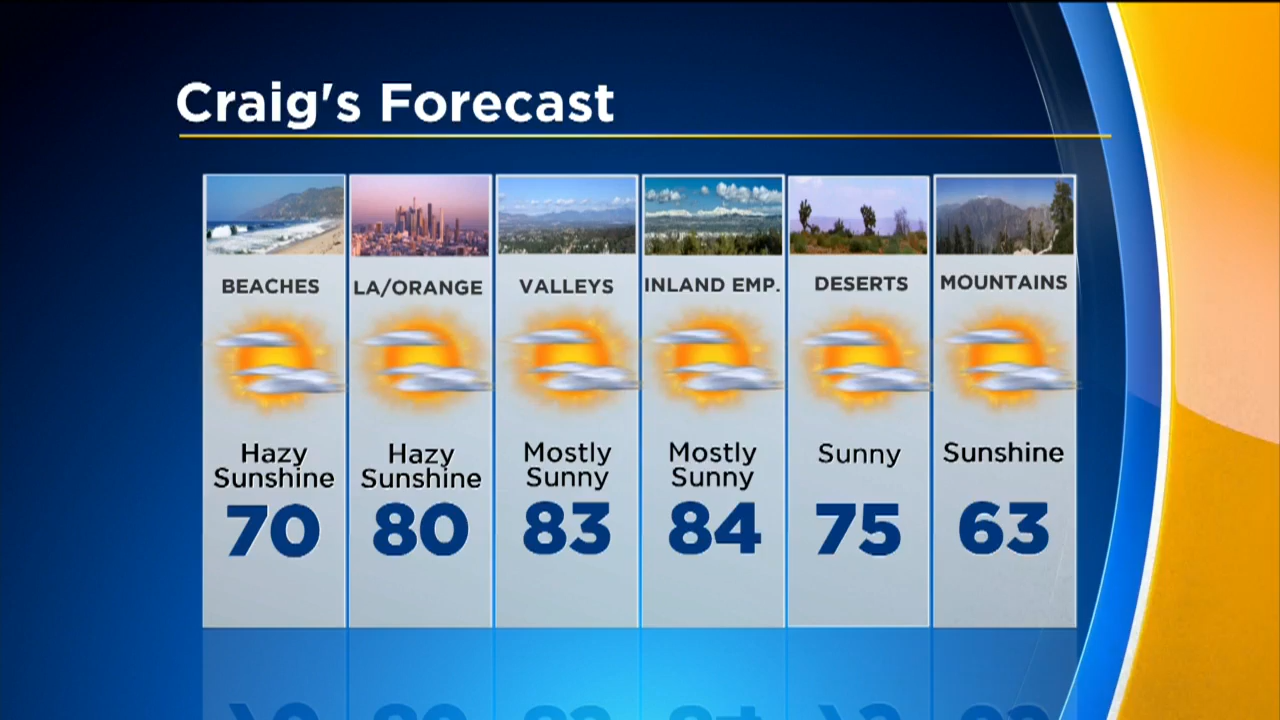 Craig's Forecast
BEACHES
Hazy
Sunshine
70
LA/ORANGE
Hazy
Sunshine
80
VALLEYS
Mostly
Sunny
83
INLAND EMP.
Mostly
Sunny
84
DESERTS
Sunny
75
MOUNTAINS
Sunshine
63